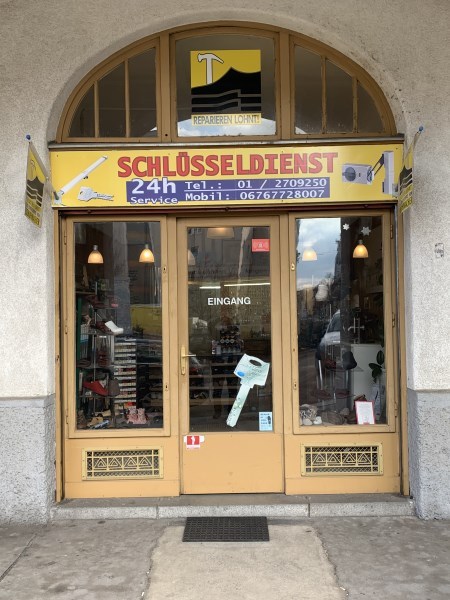 REPARIEREN LOHNT!
SCHLÜSSELDIENST
24h Tel.: 01 / 2709250
Service Mobil: 06767728007
EINGANG